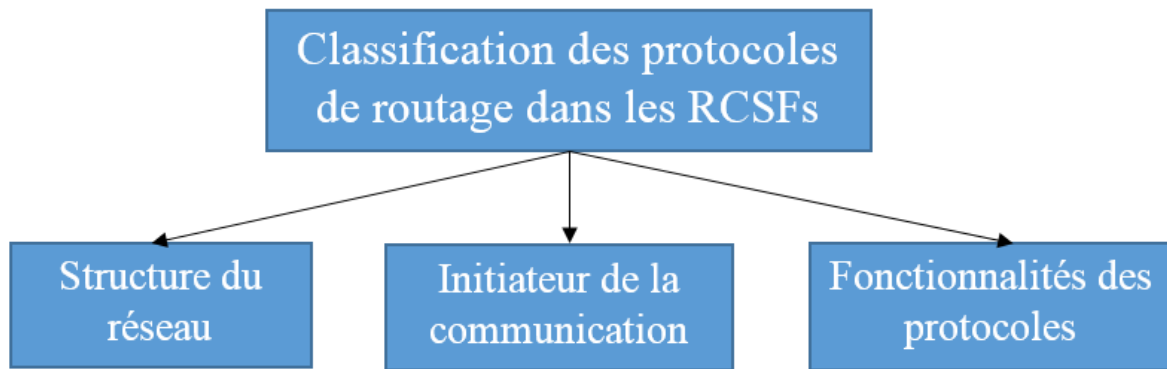 Classification des protocoles
de routage dans les RCSFs
Structure du
réseau
Initiateur de la
communication
Fonctionnalités des
protocoles